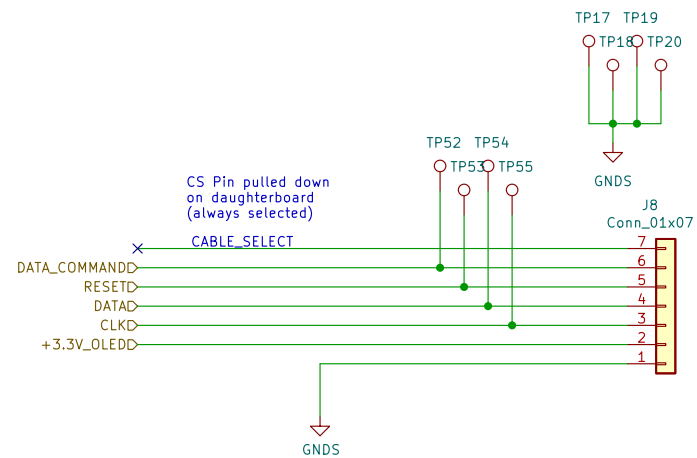 TP17 TP19
TP18 TP20
GNDS
TP52 TP54
TP53 TP55
CS Pin pulled down
on daughterboard
(always selected)
J8
Conn_01x07
CABLE_SELECT 7
DATA_COMMAND 6
RESET 5
DATA 4
CLK 3
+3.3V_OLED 2
1
GNDS